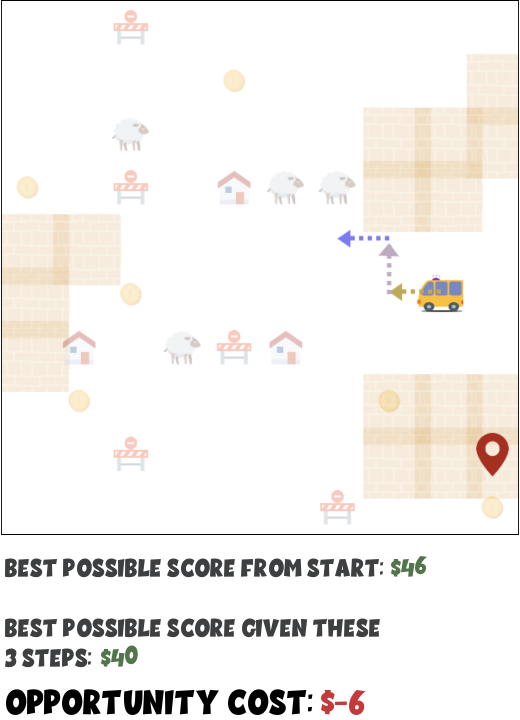 BEST POSSIBLE SCORE FROM START: $46
BEST POSSIBLE SCORE GIVEN THESE
3 STEPS: $40
OPPORTUNITY COST: $-6